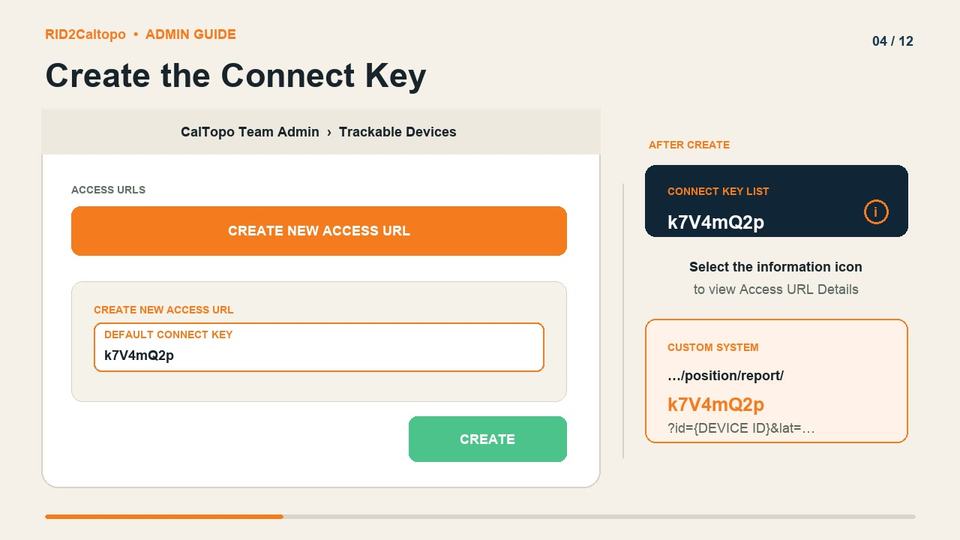 RID2Caltopo • ADMIN GUIDE
04 / 12
Create the Connect Key
CalTopo Team Admin › Trackable Devices
ACCESS URLS
CREATE NEW ACCESS URL
CREATE NEW ACCESS URL
DEFAULT CONNECT KEY
k7V4mQ2p
CREATE
AFTER CREATE
CONNECT KEY LIST
k7V4mQ2p
i
Select the information icon
to view Access URL Details
CUSTOM SYSTEM
…/position/report/
k7V4mQ2p
?id={DEVICE ID}&lat=…